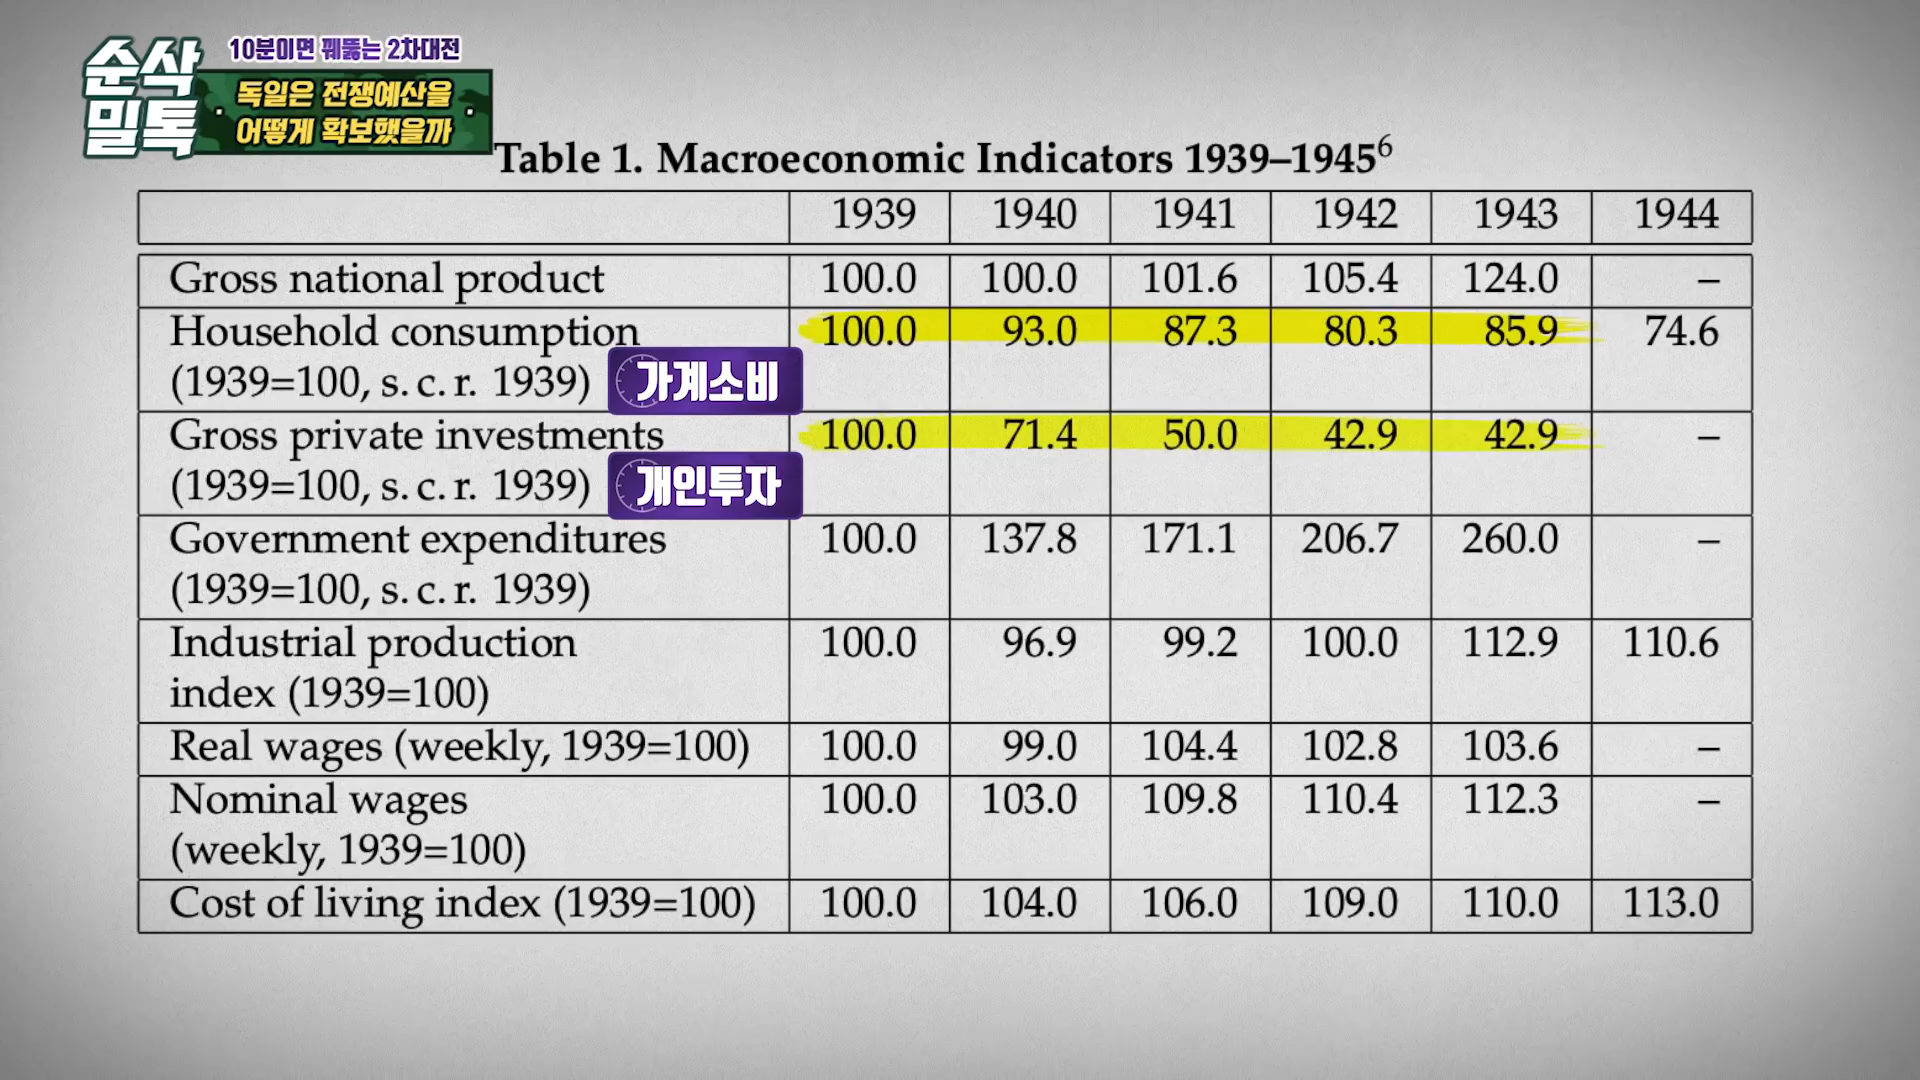 순삭
밀톡
10분이면 꿰뚫는 2차대전
독일은 전쟁예산을
어떻게 확보했을까
Table 1. Macroeconomic Indicators 1939–1945⁶
1939 1940 1941 1942 1943 1944
Gross national product 100.0 100.0 101.6 105.4 124.0 –
Household consumption 100.0 93.0 87.3 80.3 85.9 74.6
(1939=100, s. c. r. 1939) 가계소비
Gross private investments 100.0 71.4 50.0 42.9 42.9 –
(1939=100, s. c. r. 1939) 개인투자
Government expenditures 100.0 137.8 171.1 206.7 260.0 –
(1939=100, s. c. r. 1939)
Industrial production 100.0 96.9 99.2 100.0 112.9 110.6
index (1939=100)
Real wages (weekly, 1939=100) 100.0 99.0 104.4 102.8 103.6 –
Nominal wages 100.0 103.0 109.8 110.4 112.3 –
(weekly, 1939=100)
Cost of living index (1939=100) 100.0 104.0 106.0 109.0 110.0 113.0